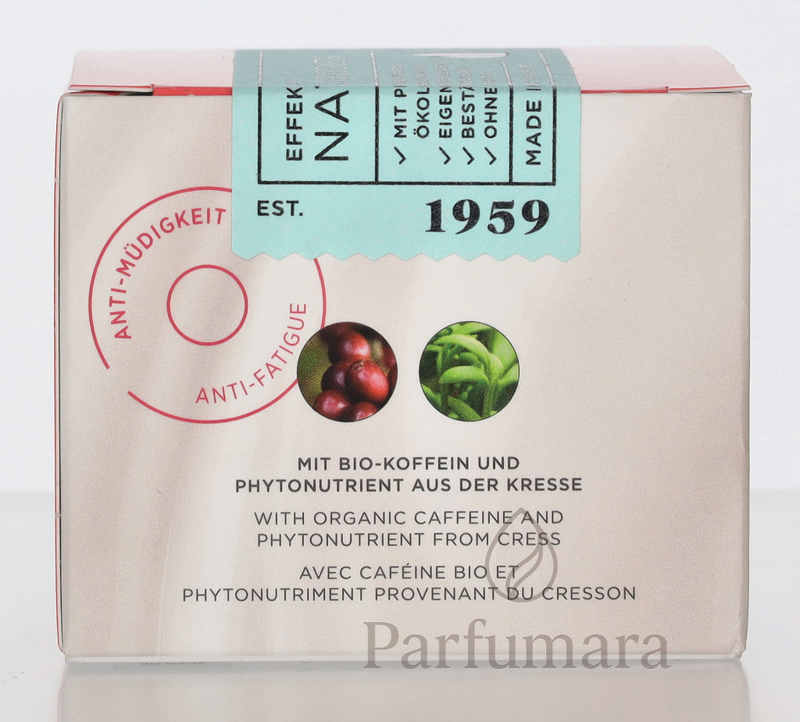 EFFEK
NA
MIT P
ÖKOL
EIGEN
BESTÄ
OHNE
MADE I
EST.
1959
ANTI-MÜDIGKEIT
ANTI-FATIGUE
MIT BIO-KOFFEIN UND
PHYTONUTRIENT AUS DER KRESSE
WITH ORGANIC CAFFEINE AND
PHYTONUTRIENT FROM CRESS
AVEC CAFÉINE BIO ET
PHYTONUTRIMENT PROVENANT DU CRESSON
Parfumara